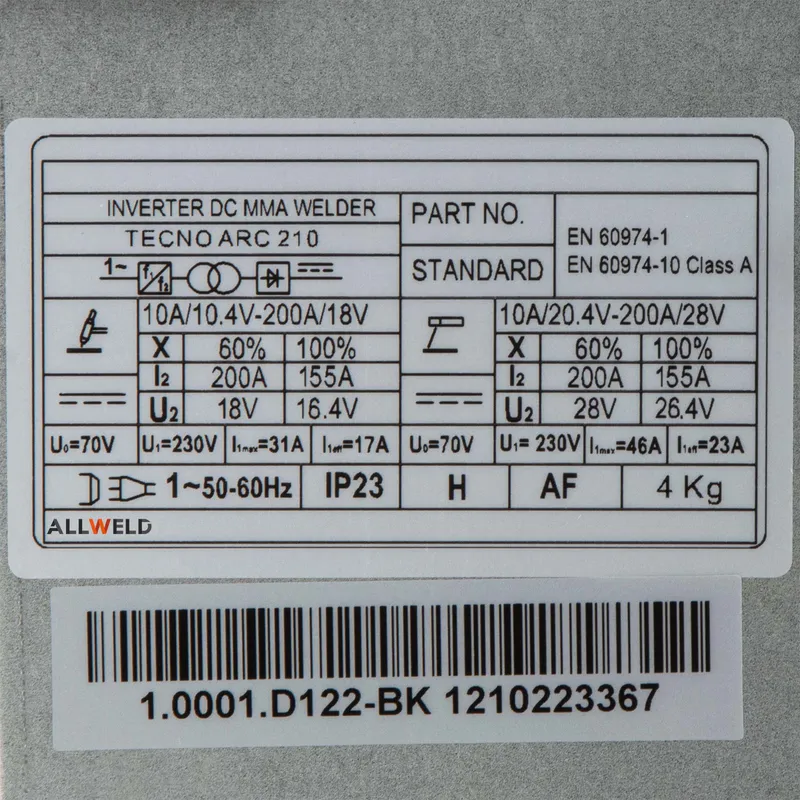 INVERTER DC MMA WELDER
TECNO ARC 210
PART NO.
STANDARD
EN 60974-1
EN 60974-10 Class A
1~ f₁ f₂
10A/10.4V-200A/18V
X 60% 100%
I₂ 200A 155A
U₂ 18V 16.4V
10A/20.4V-200A/28V
X 60% 100%
I₂ 200A 155A
U₂ 28V 26.4V
U₀=70V U₁=230V I₁ₘₐₓ=31A I₁eff=17A U₀=70V U₁= 230V I₁ₘₐₓ=46A I₁eff=23A
1~50-60Hz IP23 H AF 4 Kg
ALLWELD
1.0001.D122-BK 1210223367